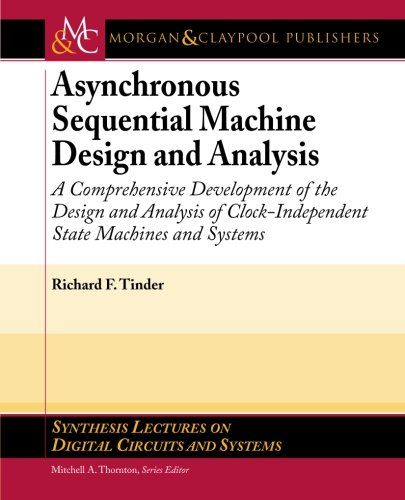 M
&C
MORGAN&CLAYPOOL PUBLISHERS
Asynchronous
Sequential Machine
Design and Analysis
A Comprehensive Development of the
Design and Analysis of Clock-Independent
State Machines and Systems
Richard F. Tinder
SYNTHESIS LECTURES ON
DIGITAL CIRCUITS AND SYSTEMS
Mitchell A. Thornton, Series Editor